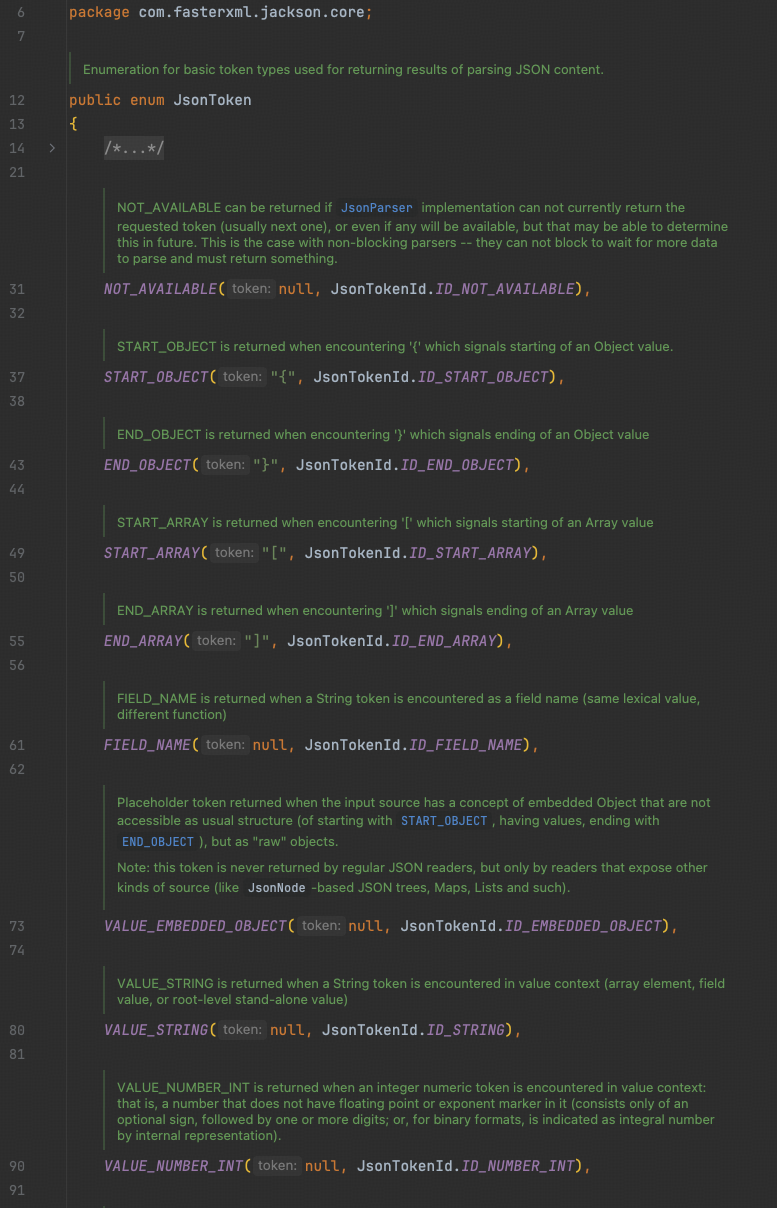 6 package com.fasterxml.jackson.core;
7
Enumeration for basic token types used for returning results of parsing JSON content.
12 public enum JsonToken
13 {
14 /*...*/
21
NOT_AVAILABLE can be returned if JsonParser implementation can not currently return the
requested token (usually next one), or even if any will be available, but that may be able to determine
this in future. This is the case with non-blocking parsers -- they can not block to wait for more data
to parse and must return something.
31 NOT_AVAILABLE( token: null, JsonTokenId.ID_NOT_AVAILABLE),
32
START_OBJECT is returned when encountering '{' which signals starting of an Object value.
37 START_OBJECT( token: "{", JsonTokenId.ID_START_OBJECT),
38
END_OBJECT is returned when encountering '}' which signals ending of an Object value
43 END_OBJECT( token: "}", JsonTokenId.ID_END_OBJECT),
44
START_ARRAY is returned when encountering '[' which signals starting of an Array value
49 START_ARRAY( token: "[", JsonTokenId.ID_START_ARRAY),
50
END_ARRAY is returned when encountering ']' which signals ending of an Array value
55 END_ARRAY( token: "]", JsonTokenId.ID_END_ARRAY),
56
FIELD_NAME is returned when a String token is encountered as a field name (same lexical value,
different function)
61 FIELD_NAME( token: null, JsonTokenId.ID_FIELD_NAME),
62
Placeholder token returned when the input source has a concept of embedded Object that are not
accessible as usual structure (of starting with START_OBJECT, having values, ending with
END_OBJECT), but as "raw" objects.
Note: this token is never returned by regular JSON readers, but only by readers that expose other
kinds of source (like JsonNode-based JSON trees, Maps, Lists and such).
73 VALUE_EMBEDDED_OBJECT( token: null, JsonTokenId.ID_EMBEDDED_OBJECT),
74
VALUE_STRING is returned when a String token is encountered in value context (array element, field
value, or root-level stand-alone value)
80 VALUE_STRING( token: null, JsonTokenId.ID_STRING),
81
VALUE_NUMBER_INT is returned when an integer numeric token is encountered in value context:
that is, a number that does not have floating point or exponent marker in it (consists only of an
optional sign, followed by one or more digits; or, for binary formats, is indicated as integral number
by internal representation).
90 VALUE_NUMBER_INT( token: null, JsonTokenId.ID_NUMBER_INT),
91